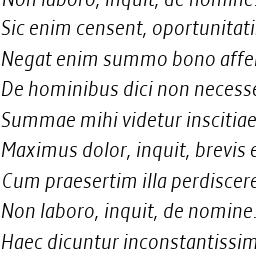 Non laboro, inquit, de nomine.
Sic enim censent, oportunitati
Negat enim summo bono affe
De hominibus dici non necesse
Summae mihi videtur inscitiae
Maximus dolor, inquit, brevis e
Cum praesertim illa perdiscere
Non laboro, inquit, de nomine.
Haec dicuntur inconstantissim